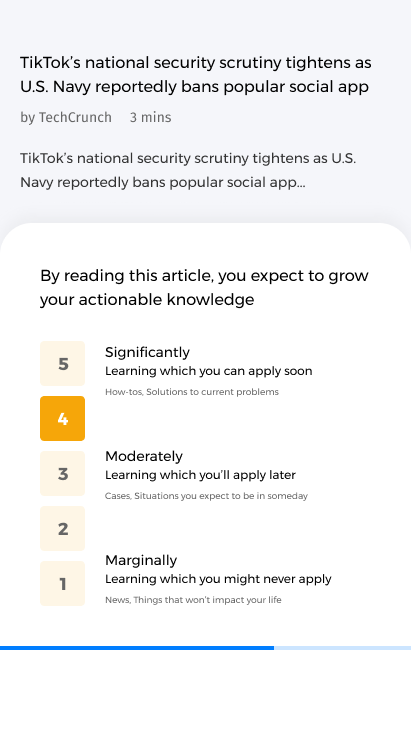 TikTok’s national security scrutiny tightens as
U.S. Navy reportedly bans popular social app
by TechCrunch 3 mins
TikTok’s national security scrutiny tightens as U.S.
Navy reportedly bans popular social app...
By reading this article, you expect to grow
your actionable knowledge
5
Significantly
Learning which you can apply soon
How-tos, Solutions to current problems
4
3
Moderately
Learning which you’ll apply later
Cases, Situations you expect to be in someday
2
1
Marginally
Learning which you might never apply
News, Things that won’t impact your life